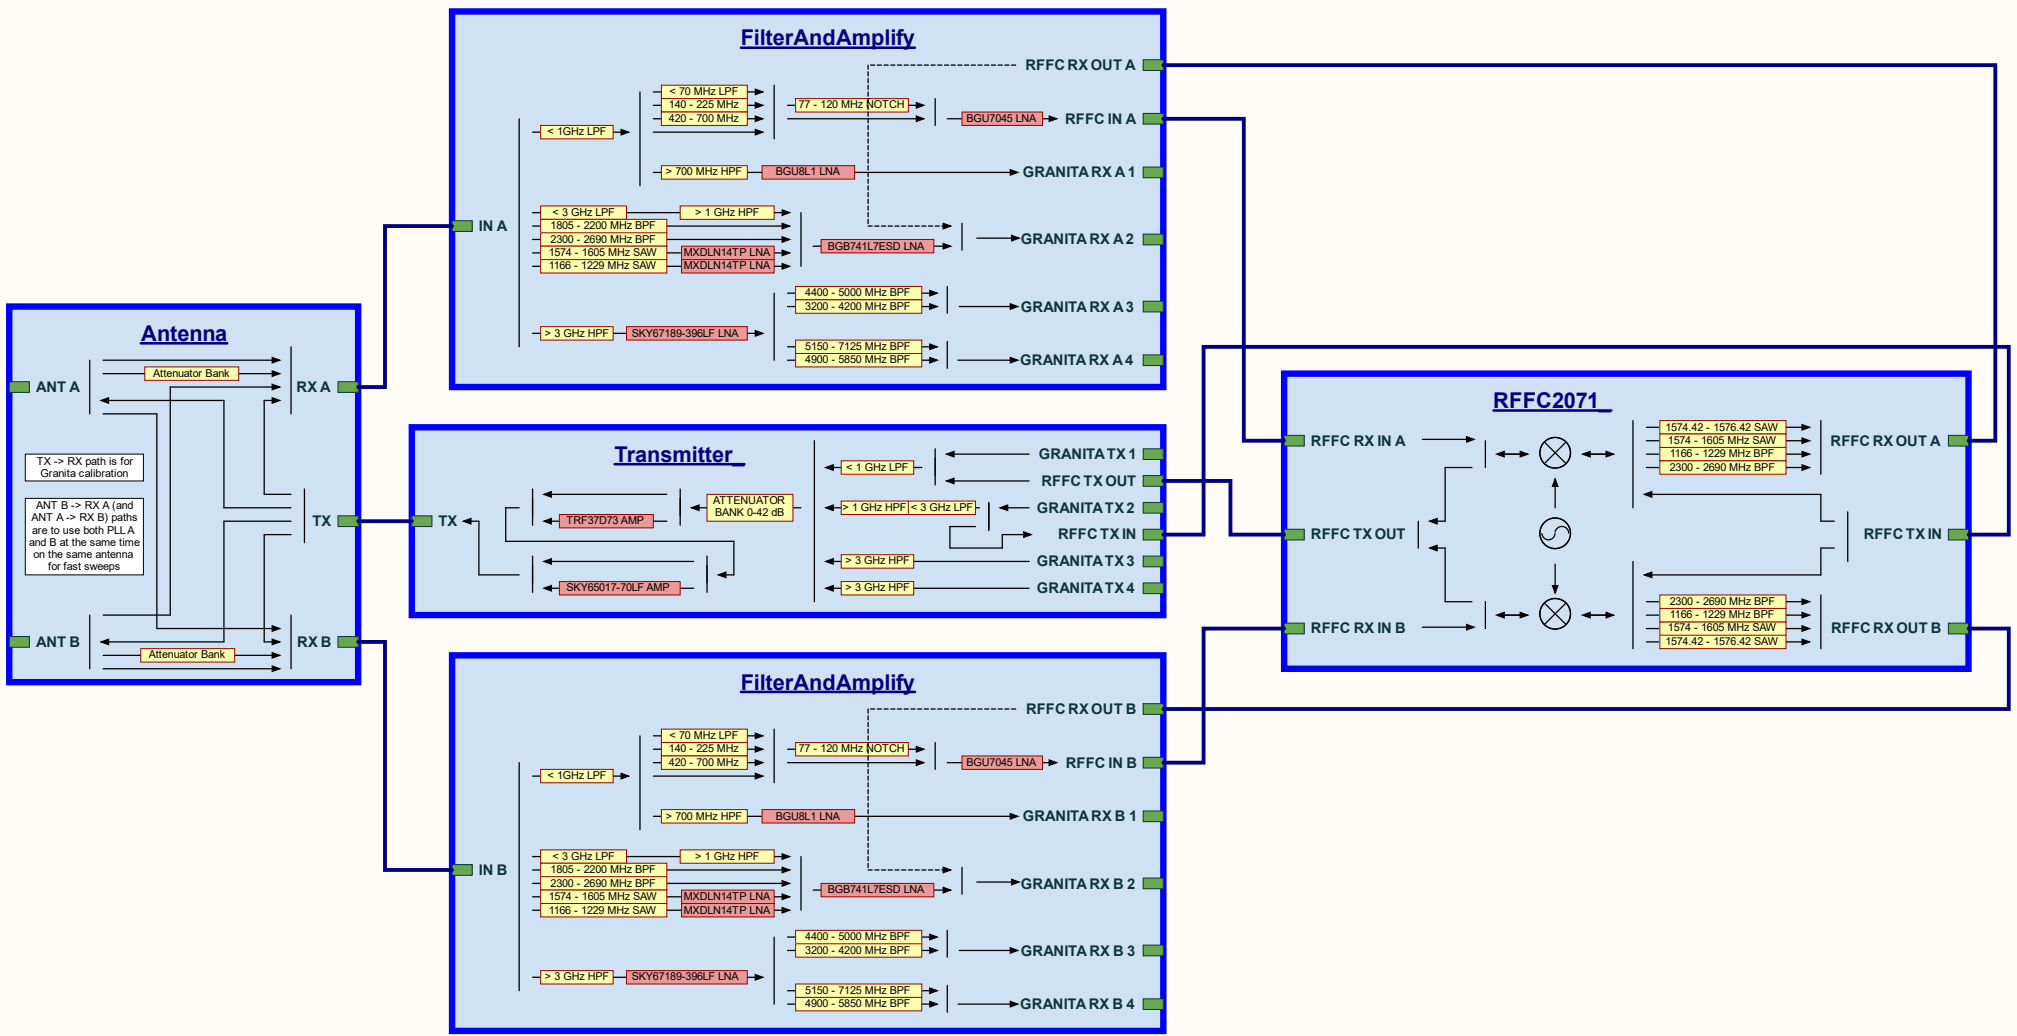 FilterAndAmplify
RFFC RX OUT A
< 70 MHz LPF
140 - 225 MHz
420 - 700 MHz
77 - 120 MHz NOTCH
BGU7045 LNA
RFFC IN A
< 1GHz LPF
> 700 MHz HPF
BGU8L1 LNA
GRANITA RX A 1
IN A
< 3 GHz LPF
> 1 GHz HPF
1805 - 2200 MHz BPF
2300 - 2690 MHz BPF
1574 - 1605 MHz SAW
MXDLN14TP LNA
1166 - 1229 MHz SAW
MXDLN14TP LNA
BGB741L7ESD LNA
GRANITA RX A 2
4400 - 5000 MHz BPF
3200 - 4200 MHz BPF
GRANITA RX A 3
> 3 GHz HPF
SKY67189-396LF LNA
5150 - 7125 MHz BPF
4900 - 5850 MHz BPF
GRANITA RX A 4
Antenna
ANT A
Attenuator Bank
RX A
TX -> RX path is for
Granita calibration
ANT B -> RX A (and
ANT A -> RX B) paths
are to use both PLL A
and B at the same time
on the same antenna
for fast sweeps
TX
ANT B
Attenuator Bank
RX B
Transmitter_
GRANITA TX 1
< 1 GHz LPF
RFFC TX OUT
ATTENUATOR
BANK 0-42 dB
> 1 GHz HPF
< 3 GHz LPF
GRANITA TX2
TX
TRF37D73 AMP
RFFC TX IN
> 3 GHz HPF
GRANITA TX 3
SKY65017-70LF AMP
> 3 GHz HPF
GRANITA TX 4
RFFC2071_
RFFC RX IN A
1574.42 - 1576.42 SAW
1574 - 1605 MHz SAW
1166 - 1229 MHz SAW
2300 - 2690 MHz BPF
RFFC RX OUT A
RFFC TX OUT
RFFC TX IN
RFFC RX IN B
2300 - 2690 MHz BPF
1166 - 1229 MHz BPF
1574 - 1605 MHz SAW
1574.42 - 1576.42 SAW
RFFC RX OUT B
FilterAndAmplify
RFFC RX OUT B
< 70 MHz LPF
140 - 225 MHz
420 - 700 MHz
77 - 120 MHz NOTCH
BGU7045 LNA
RFFC IN B
< 1GHz LPF
> 700 MHz HPF
BGU8L1 LNA
GRANITA RX B 1
IN B
< 3 GHz LPF
> 1 GHz HPF
1805 - 2200 MHz BPF
2300 - 2690 MHz BPF
1574 - 1605 MHz SAW
MXDLN14TP LNA
1166 - 1229 MHz SAW
MXDLN14TP LNA
BGB741L7ESD LNA
GRANITA RX B 2
4400 - 5000 MHz BPF
3200 - 4200 MHz BPF
GRANITA RX B 3
> 3 GHz HPF
SKY67189-396LF LNA
5150 - 7125 MHz BPF
4900 - 5850 MHz BPF
GRANITA RX B 4